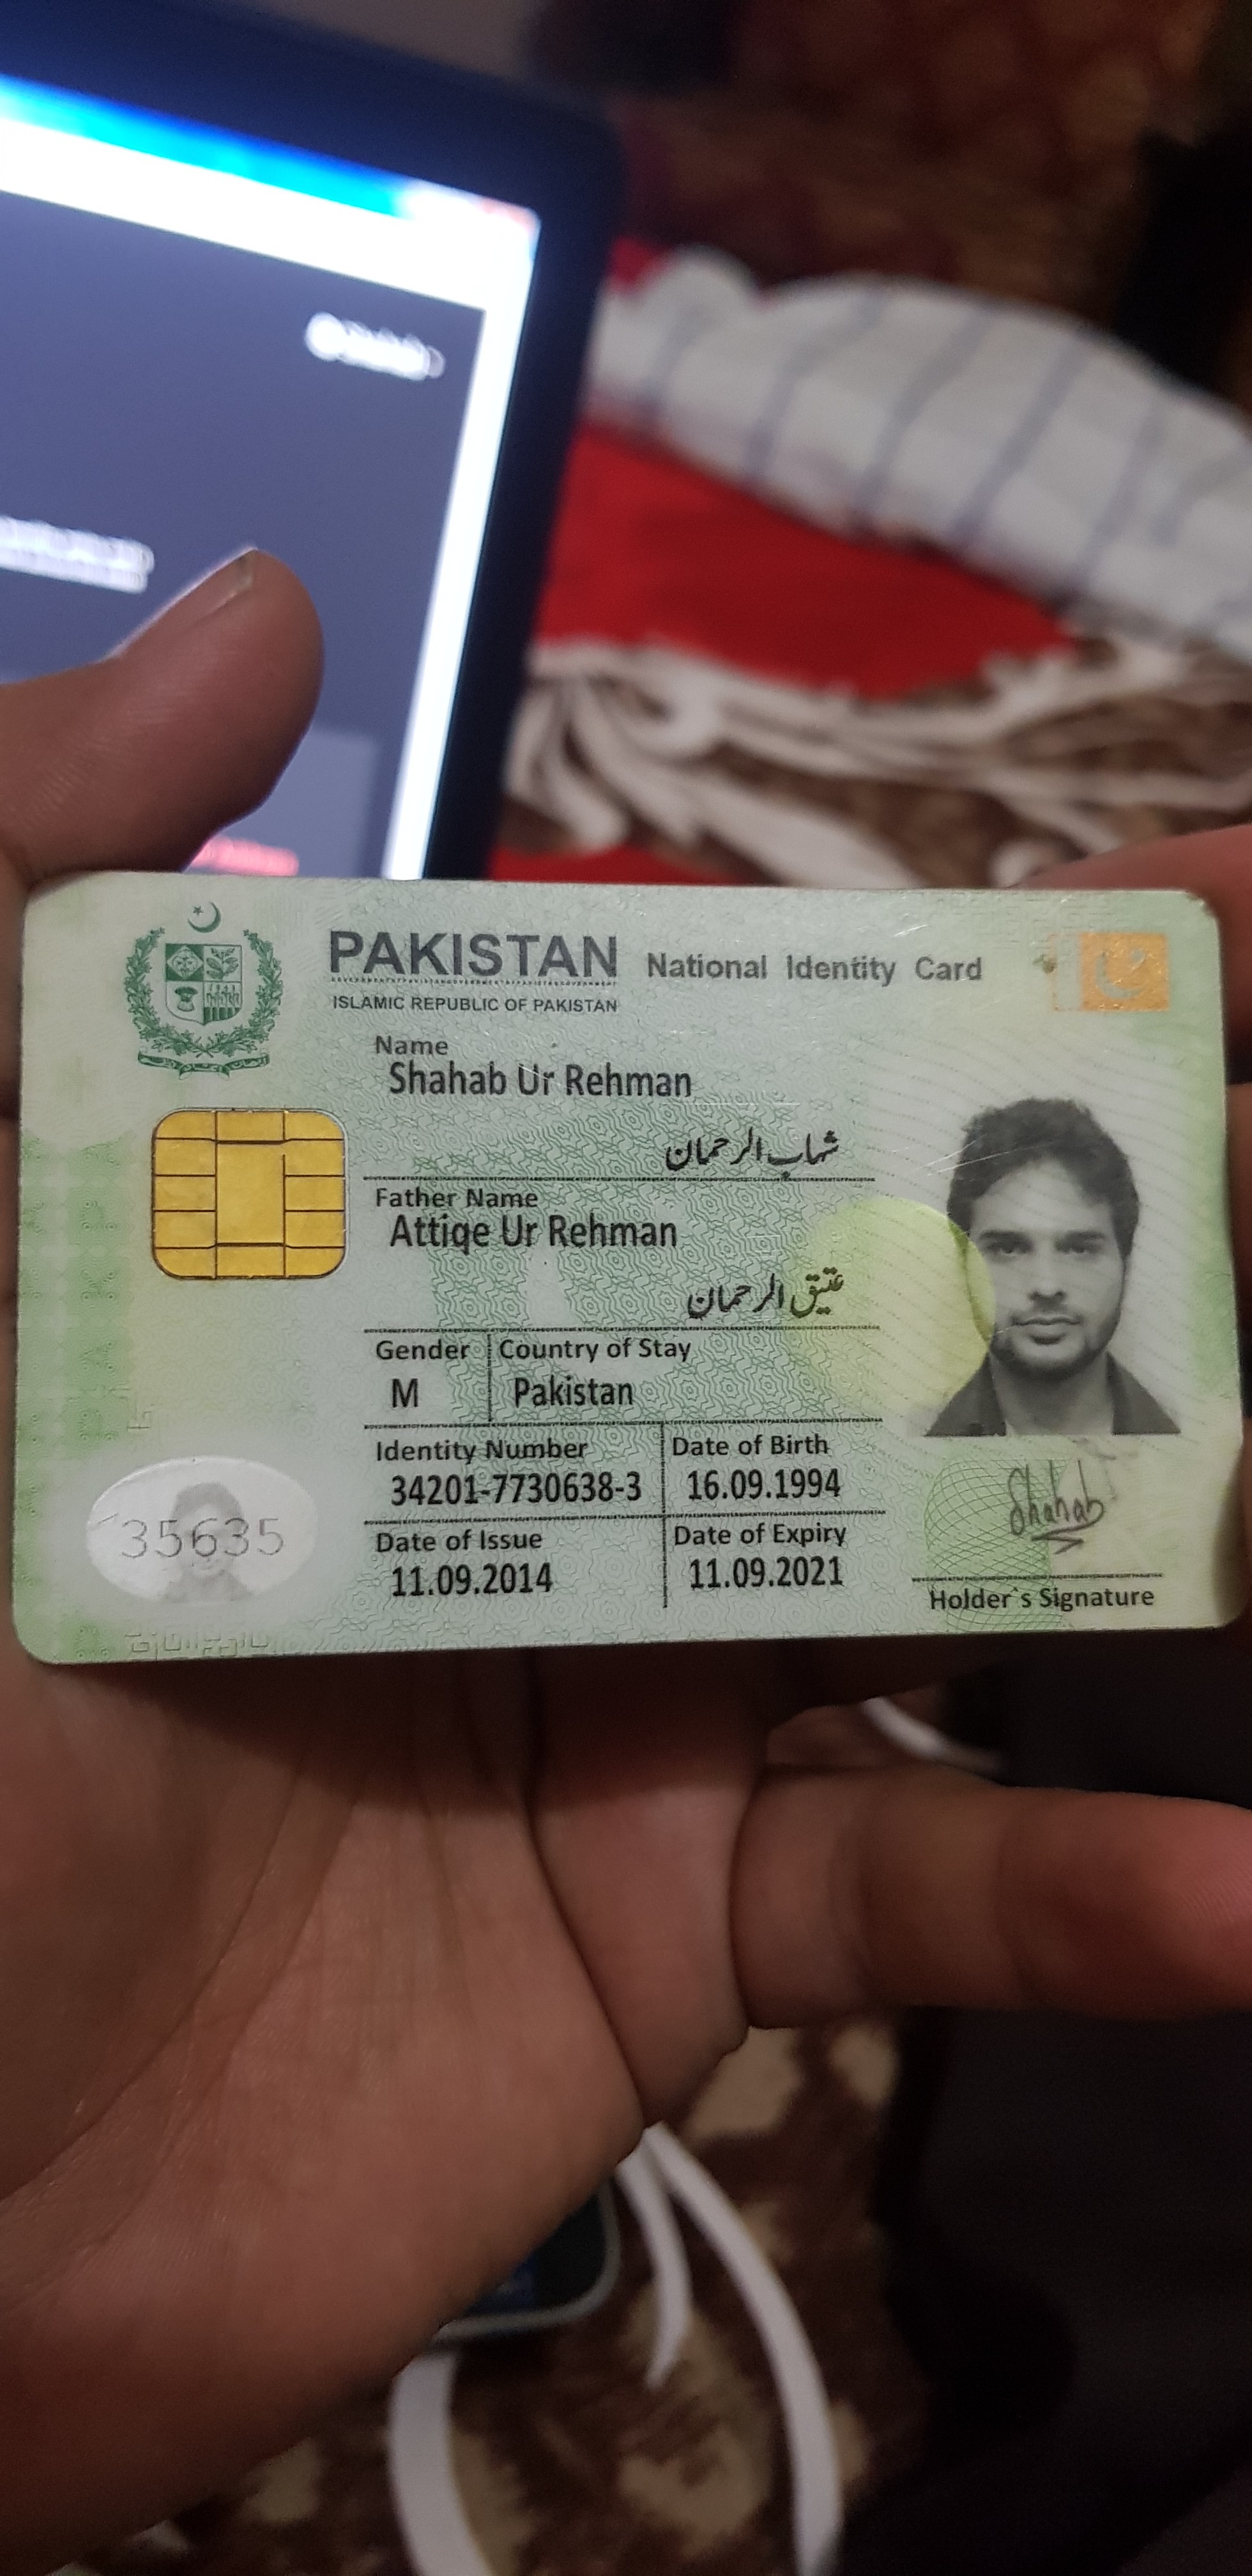 PAKISTAN National Identity Card
ISLAMIC REPUBLIC OF PAKISTAN
Name
Shahab Ur Rehman
شہاب الرحمان
Father Name
Attiqe Ur Rehman
عتیق الرحمان
Gender Country of Stay
M Pakistan
Identity Number Date of Birth
34201-7730638-3 16.09.1994
Date of Issue Date of Expiry
11.09.2014 11.09.2021
35635
Shahab
Holder`s Signature